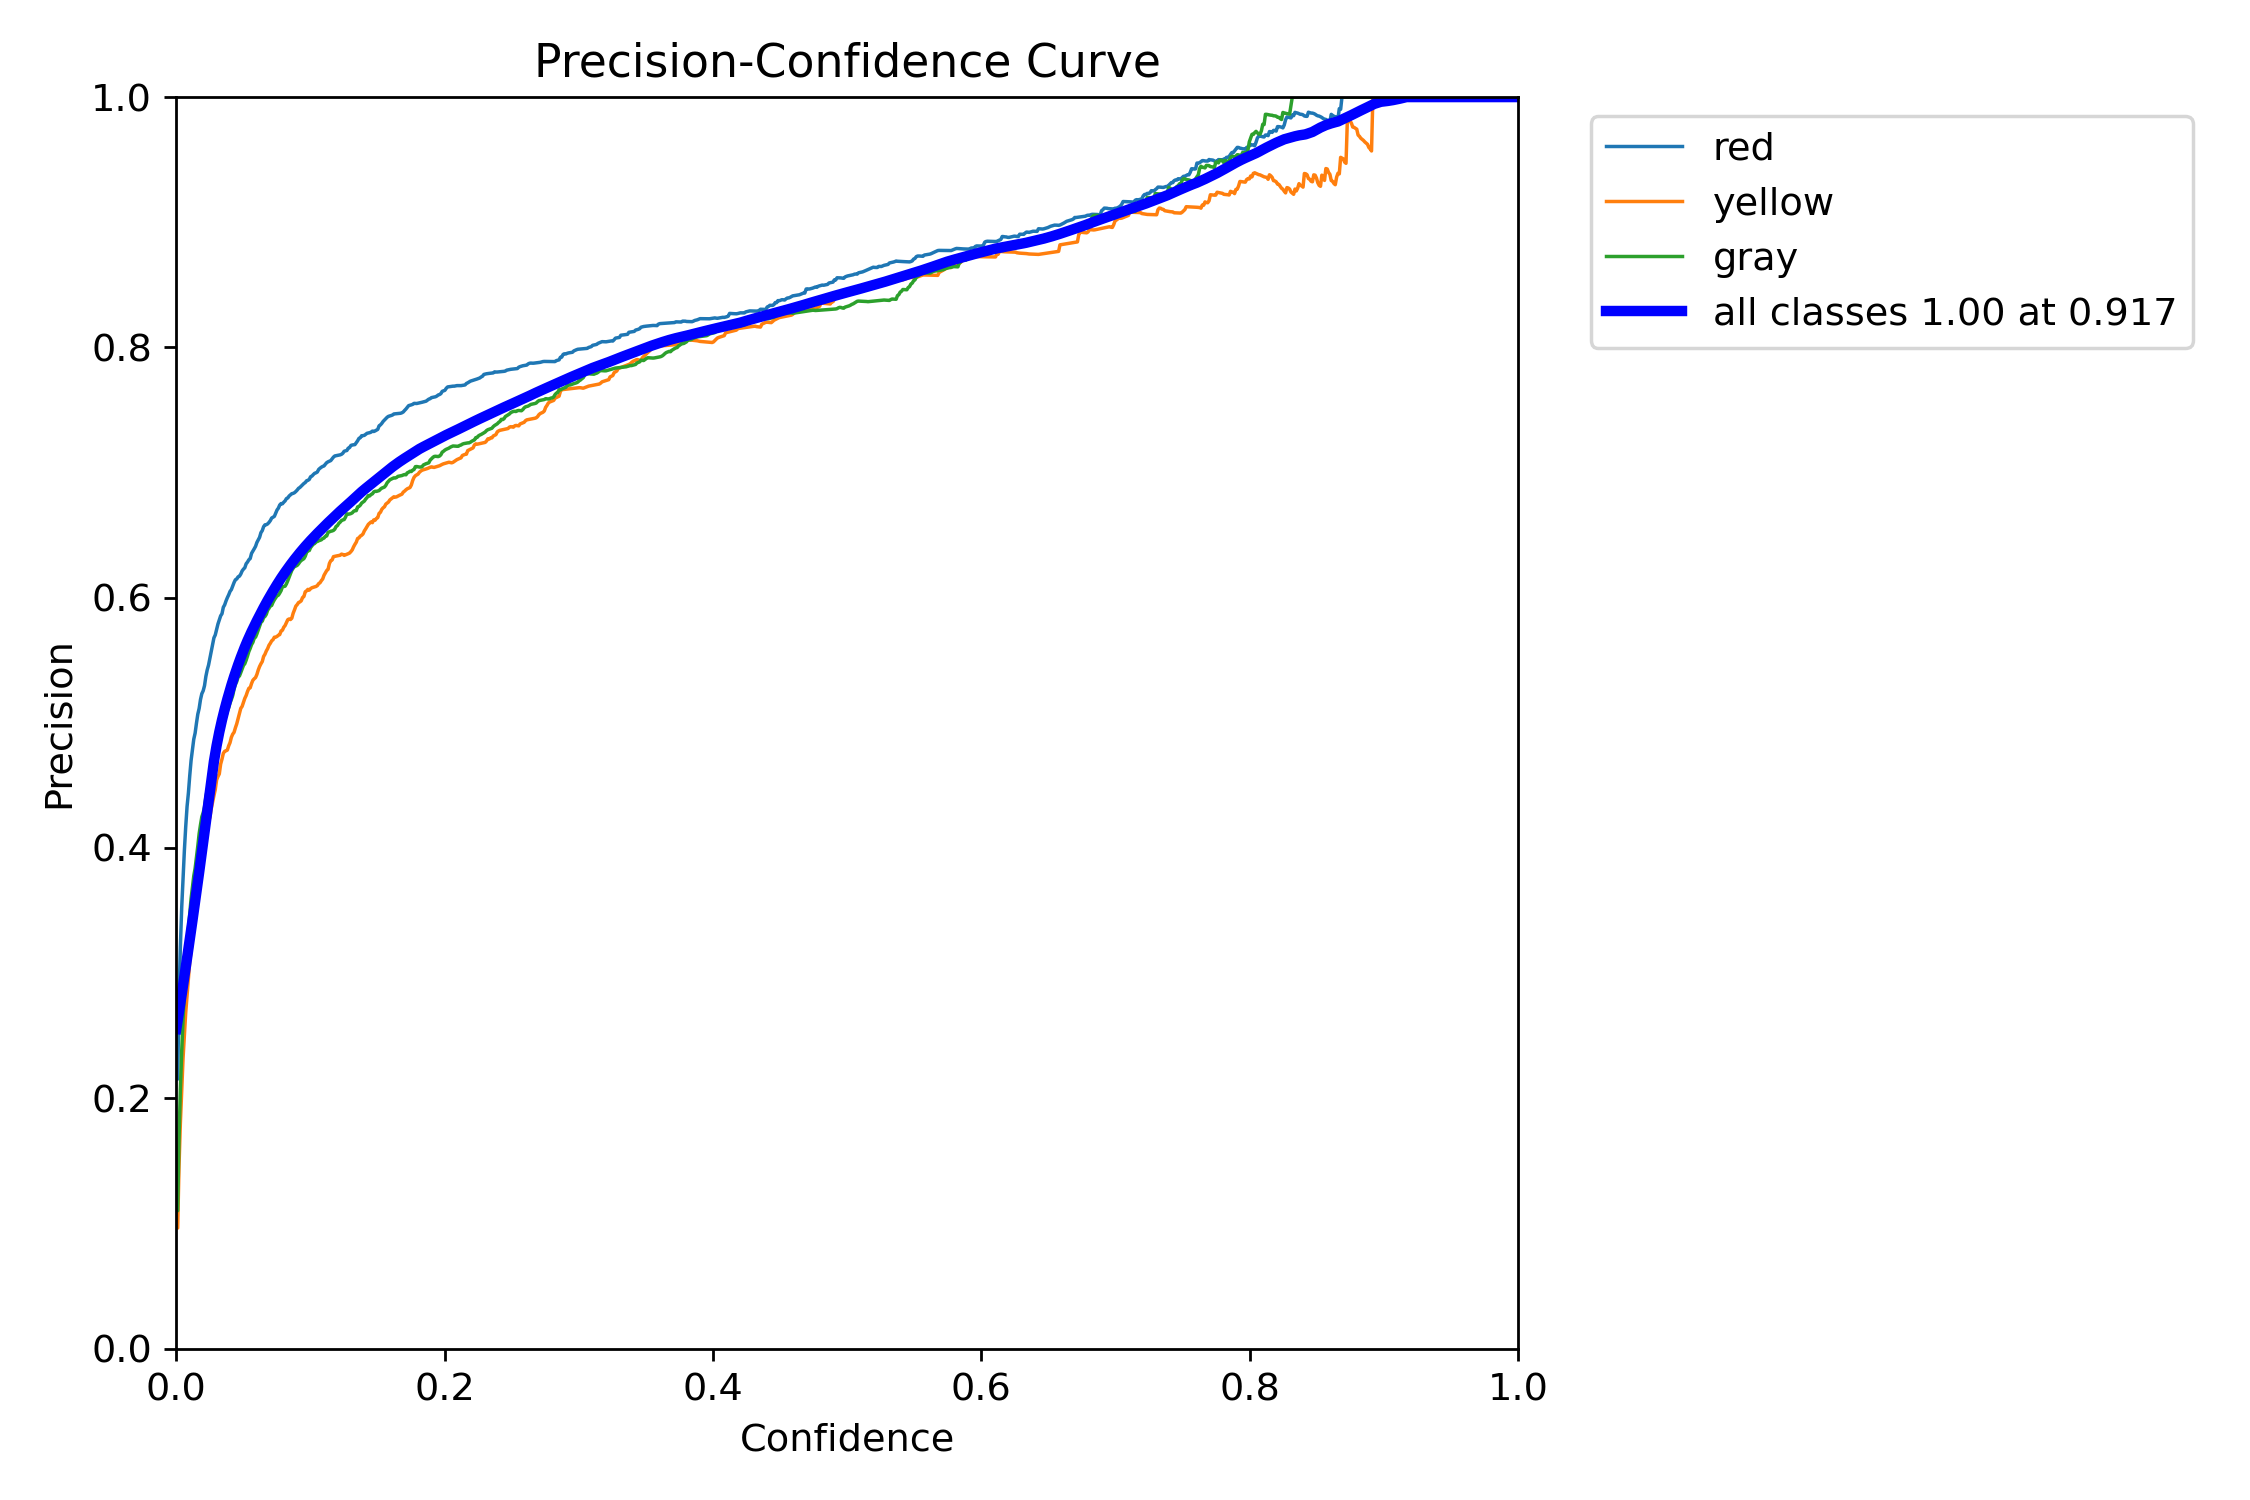 Precision-Confidence Curve
1.0
0.8
0.6
0.4
0.2
0.0
Precision
0.0 0.2 0.4 0.6 0.8 1.0
Confidence
red
yellow
gray
all classes 1.00 at 0.917